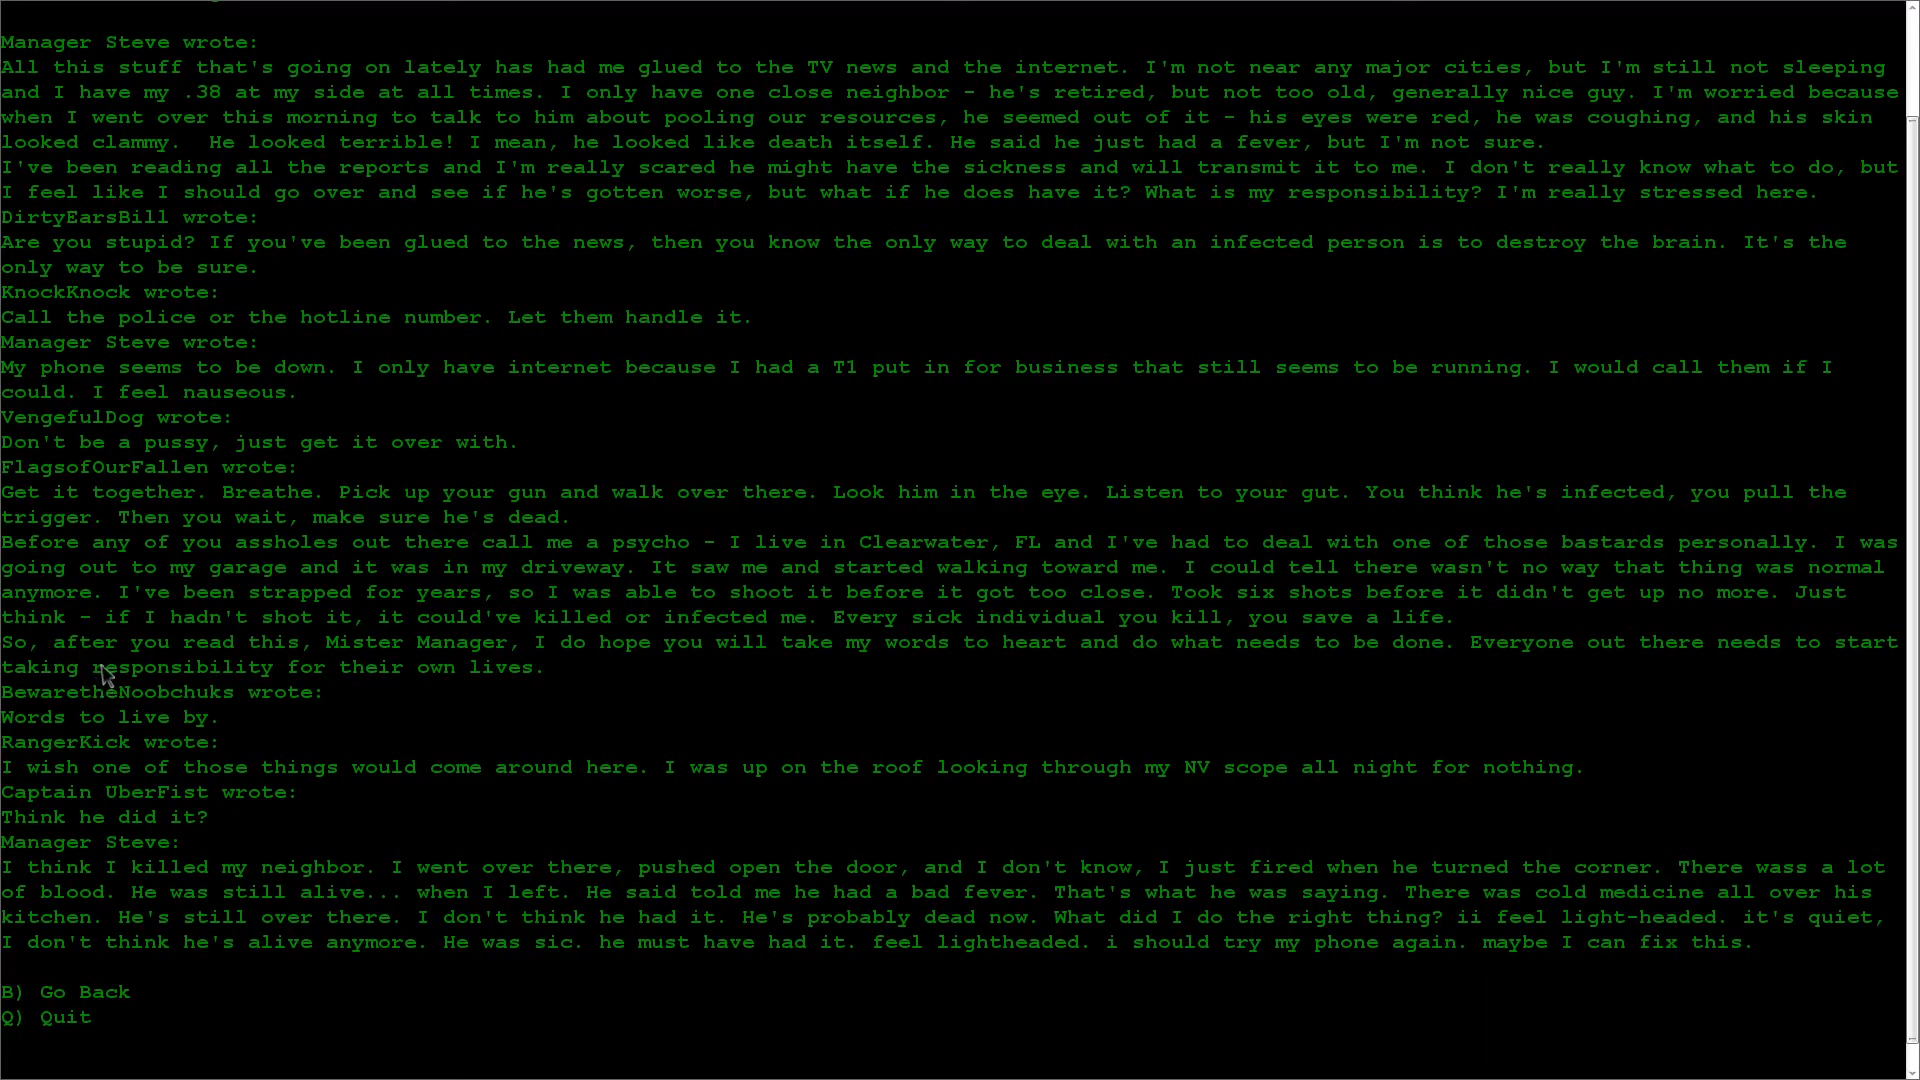 Manager Steve wrote:
All this stuff that's going on lately has had me glued to the TV news and the internet. I'm not near any major cities, but I'm still not sleeping
and I have my .38 at my side at all times. I only have one close neighbor - he's retired, but not too old, generally nice guy. I'm worried because
when I went over this morning to talk to him about pooling our resources, he seemed out of it - his eyes were red, he was coughing, and his skin
looked clammy.  He looked terrible! I mean, he looked like death itself. He said he just had a fever, but I'm not sure.
I've been reading all the reports and I'm really scared he might have the sickness and will transmit it to me. I don't really know what to do, but
I feel like I should go over and see if he's gotten worse, but what if he does have it? What is my responsibility? I'm really stressed here.
DirtyEarsBill wrote:
Are you stupid? If you've been glued to the news, then you know the only way to deal with an infected person is to destroy the brain. It's the
only way to be sure.
KnockKnock wrote:
Call the police or the hotline number. Let them handle it.
Manager Steve wrote:
My phone seems to be down. I only have internet because I had a T1 put in for business that still seems to be running. I would call them if I
could. I feel nauseous.
VengefulDog wrote:
Don't be a pussy, just get it over with.
FlagsofOurFallen wrote:
Get it together. Breathe. Pick up your gun and walk over there. Look him in the eye. Listen to your gut. You think he's infected, you pull the
trigger. Then you wait, make sure he's dead.
Before any of you assholes out there call me a psycho - I live in Clearwater, FL and I've had to deal with one of those bastards personally. I was
going out to my garage and it was in my driveway. It saw me and started walking toward me. I could tell there wasn't no way that thing was normal
anymore. I've been strapped for years, so I was able to shoot it before it got too close. Took six shots before it didn't get up no more. Just
think - if I hadn't shot it, it could've killed or infected me. Every sick individual you kill, you save a life.
So, after you read this, Mister Manager, I do hope you will take my words to heart and do what needs to be done. Everyone out there needs to start
taking responsibility for their own lives.
BewaretheNoobchuks wrote:
Words to live by.
RangerKick wrote:
I wish one of those things would come around here. I was up on the roof looking through my NV scope all night for nothing.
Captain UberFist wrote:
Think he did it?
Manager Steve:
I think I killed my neighbor. I went over there, pushed open the door, and I don't know, I just fired when he turned the corner. There wass a lot
of blood. He was still alive... when I left. He said told me he had a bad fever. That's what he was saying. There was cold medicine all over his
kitchen. He's still over there. I don't think he had it. He's probably dead now. What did I do the right thing? ii feel light-headed. it's quiet,
I don't think he's alive anymore. He was sic. he must have had it. feel lightheaded. i should try my phone again. maybe I can fix this.
B) Go Back
Q) Quit